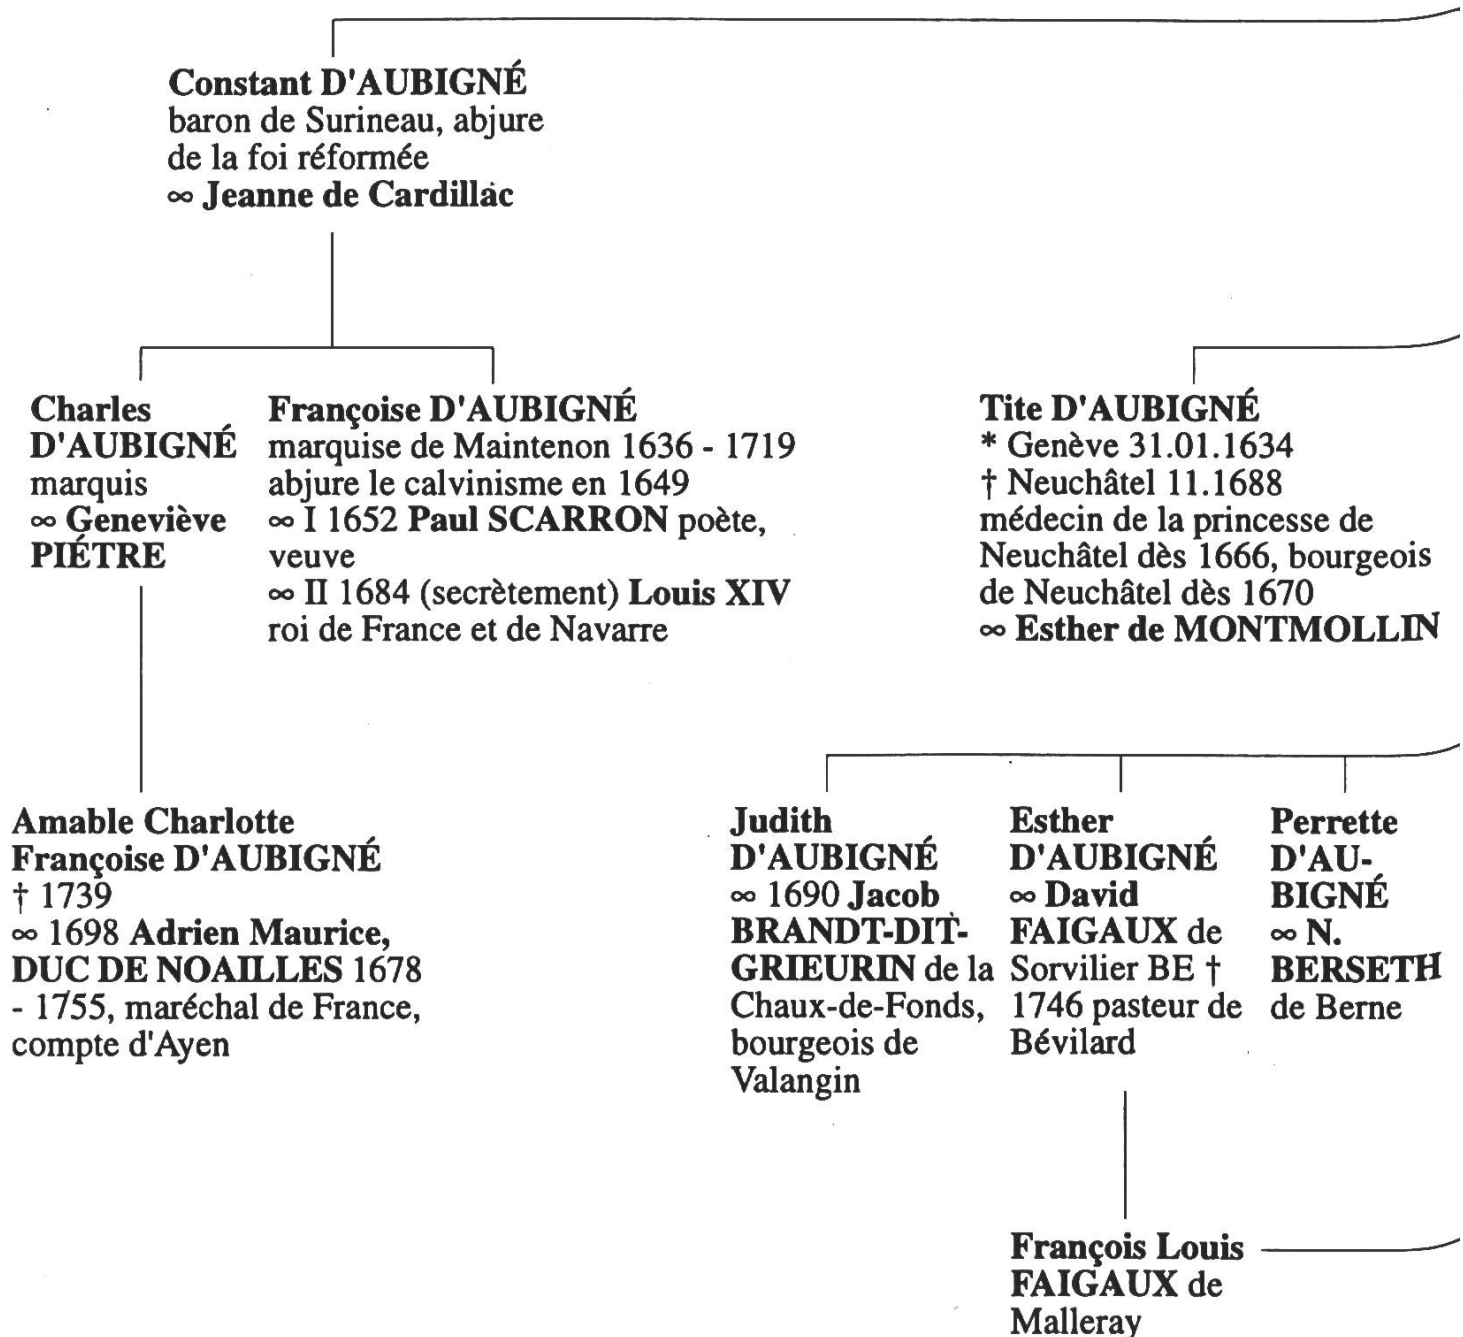 Constant D'AUBIGNÉ
baron de Surineau, abjure
de la foi réformée
∞ Jeanne de Cardillac
Charles
D'AUBIGNÉ
marquis
∞ Geneviève
PIÉTRE
Françoise D'AUBIGNÉ
marquise de Maintenon 1636 - 1719
abjure le calvinisme en 1649
∞ I 1652 Paul SCARRON poète,
veuve
∞ II 1684 (secrètement) Louis XIV
roi de France et de Navarre
Tite D'AUBIGNÉ
* Genève 31.01.1634
† Neuchâtel 11.1688
médecin de la princesse de
Neuchâtel dès 1666, bourgeois
de Neuchâtel dès 1670
∞ Esther de MONTMOLLIN
Amable Charlotte
Françoise D'AUBIGNÉ
† 1739
∞ 1698 Adrien Maurice,
DUC DE NOAILLES 1678
- 1755, maréchal de France,
compte d'Ayen
Judith
D'AUBIGNÉ
∞ 1690 Jacob
BRANDT-DIT-
GRIEURIN de la
Chaux-de-Fonds,
bourgeois de
Valangin
Esther
D'AUBIGNÉ
∞ David
FAIGAUX de
Sorvilier BE †
1746 pasteur de
Bévilard
Perrette
D'AU-
BIGNÉ
∞ N.
BERSETH
de Berne
François Louis
FAIGAUX de
Malleray